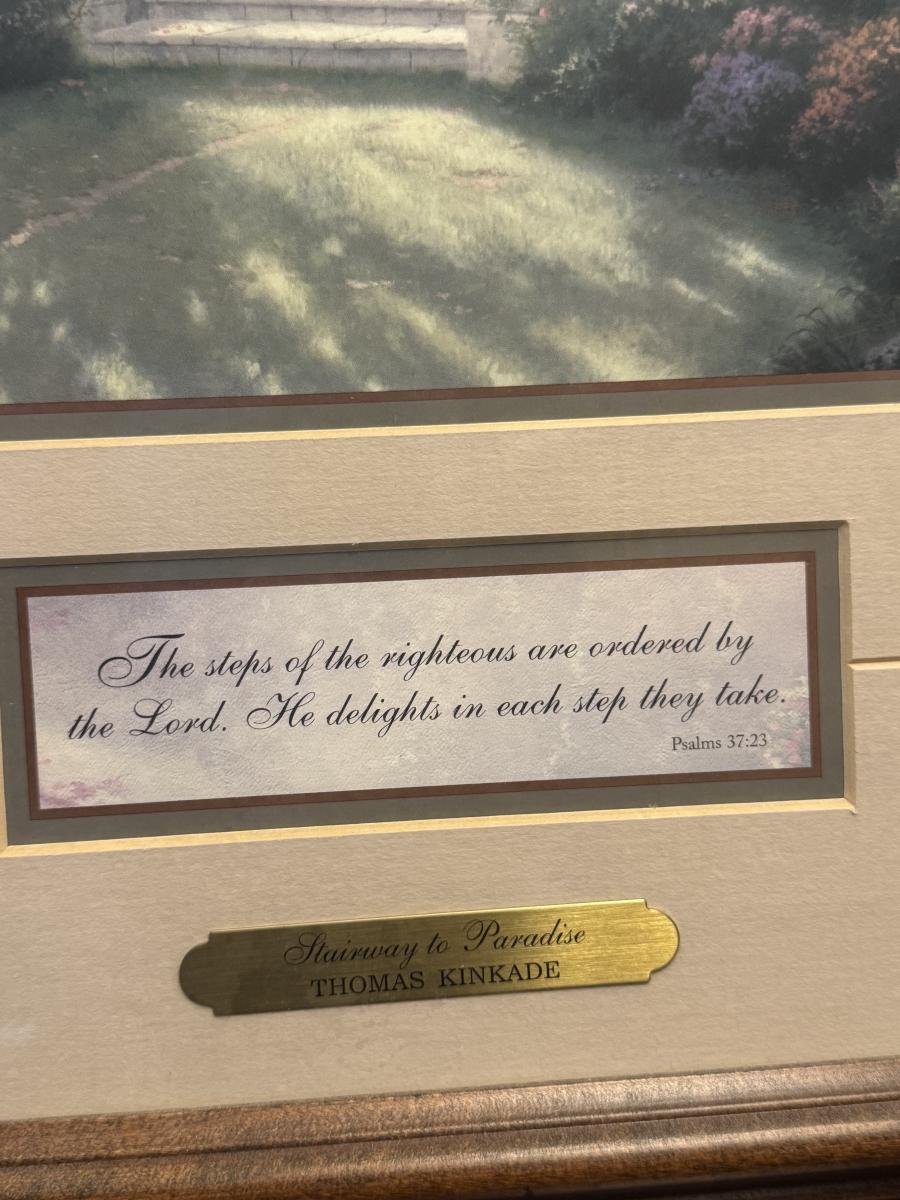 The steps of the righteous are ordered by
the Lord. He delights in each step they take.
Psalms 37:23
Stairway to Paradise
THOMAS KINKADE